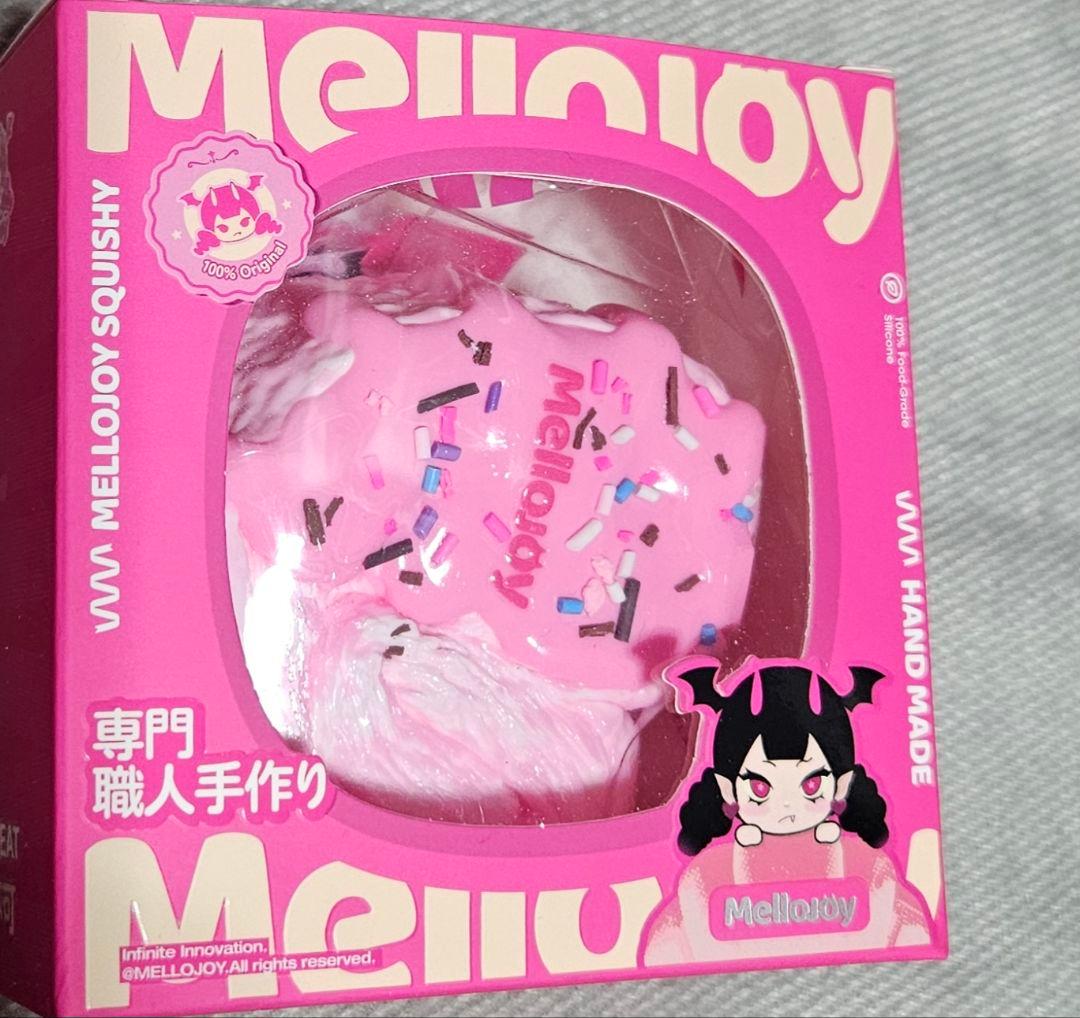 Mellojoy
MELLOJOY SQUISHY
100% Original
100% Food-Grade
Silicone
Mellojoy
HAND MADE
専門
職人手作り
Mellojoy
Infinite Innovation.
@MELLOJOY.All rights reserved.